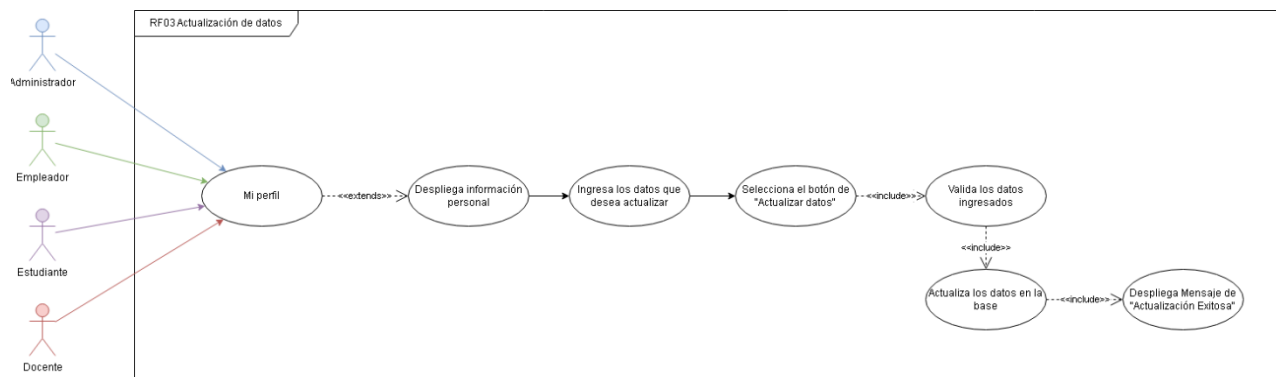 RF03 Actualización de datos
Administrador
Empleador
Estudiante
Docente
Mi perfil
<<extends>>
Despliega información
personal
Ingresa los datos que
desea actualizar
Selecciona el botón de
"Actualizar datos"
<<include>>
Valida los datos
ingresados
<<include>>
Actualiza los datos en la
base
<<include>>
Despliega Mensaje de
"Actualización Exitosa"